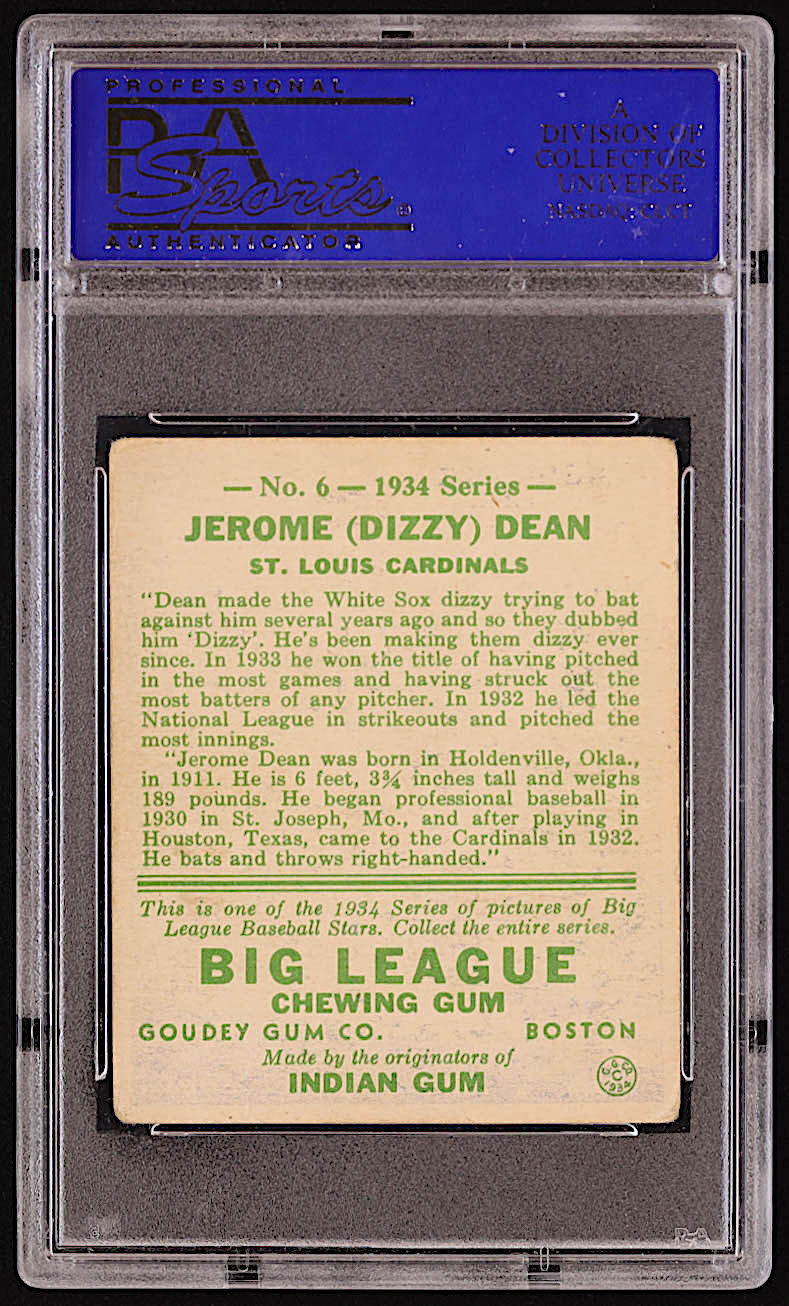 PROFESSIONAL
PSA
Sports®
AUTHENTICATOR
A
DIVISION OF
COLLECTORS
UNIVERSE
NASDAQ: CLCT
— No. 6 — 1934 Series —
JEROME (DIZZY) DEAN
ST. LOUIS CARDINALS
"Dean made the White Sox dizzy trying to bat
against him several years ago and so they dubbed
him 'Dizzy'. He's been making them dizzy ever
since. In 1933 he won the title of having pitched
in the most games and having struck out the
most batters of any pitcher. In 1932 he led the
National League in strikeouts and pitched the
most innings.
"Jerome Dean was born in Holdenville, Okla.,
in 1911. He is 6 feet, 3¾ inches tall and weighs
189 pounds. He began professional baseball in
1930 in St. Joseph, Mo., and after playing in
Houston, Texas, came to the Cardinals in 1932.
He bats and throws right-handed."
This is one of the 1934 Series of pictures of Big
League Baseball Stars. Collect the entire series.
BIG LEAGUE
CHEWING GUM
GOUDEY GUM CO. BOSTON
Made by the originators of
INDIAN GUM
G. G. CO.
C
1934
PSA